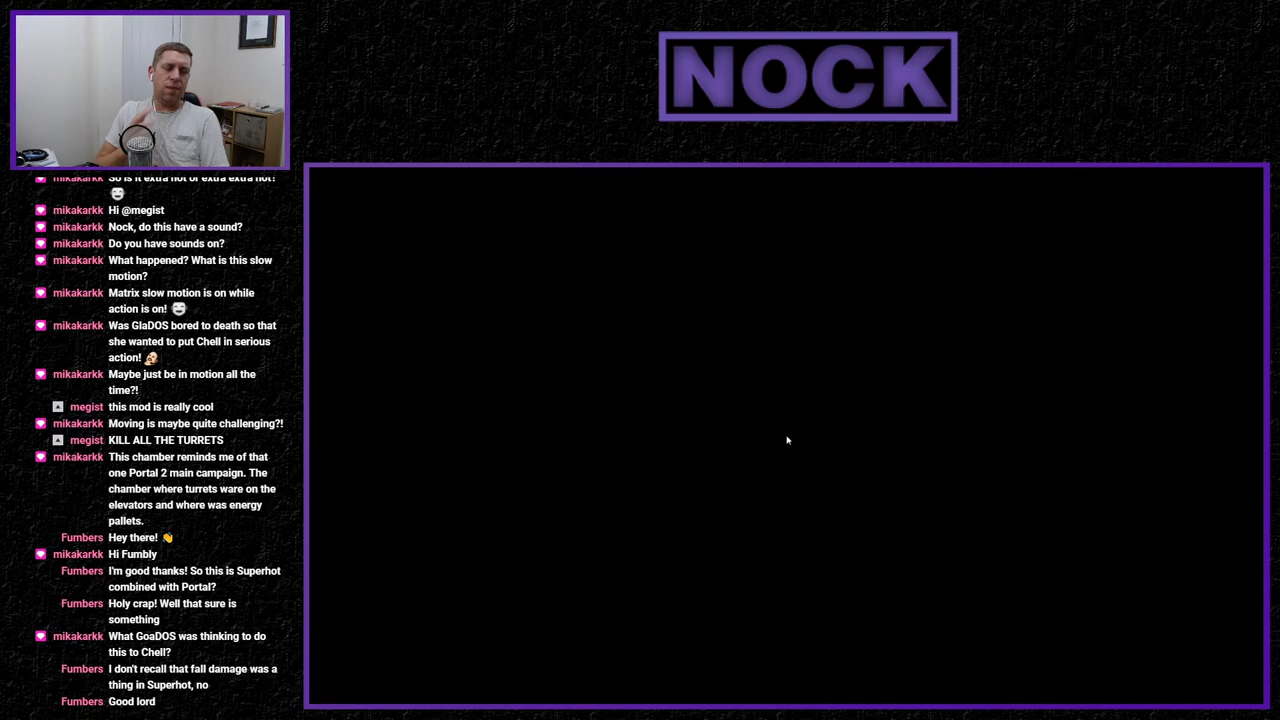 NOCK
mikakarkk So is it extra hot or extra extra hot?
mikakarkk Hi @megist
mikakarkk Nock, do this have a sound?
mikakarkk Do you have sounds on?
mikakarkk What happened? What is this slow
motion?
mikakarkk Matrix slow motion is on while
action is on!
mikakarkk Was GlaDOS bored to death so that
she wanted to put Chell in serious
action!
mikakarkk Maybe just be in motion all the
time?!
megist this mod is really cool
mikakarkk Moving is maybe quite challenging?!
megist KILL ALL THE TURRETS
mikakarkk This chamber reminds me of that
one Portal 2 main campaign. The
chamber where turrets ware on the
elevators and where was energy
pallets.
Fumbers Hey there! 👋
mikakarkk Hi Fumbly
Fumbers I'm good thanks! So this is Superhot
combined with Portal?
Fumbers Holy crap! Well that sure is
something
mikakarkk What GoaDOS was thinking to do
this to Chell?
Fumbers I don't recall that fall damage was a
thing in Superhot, no
Fumbers Good lord